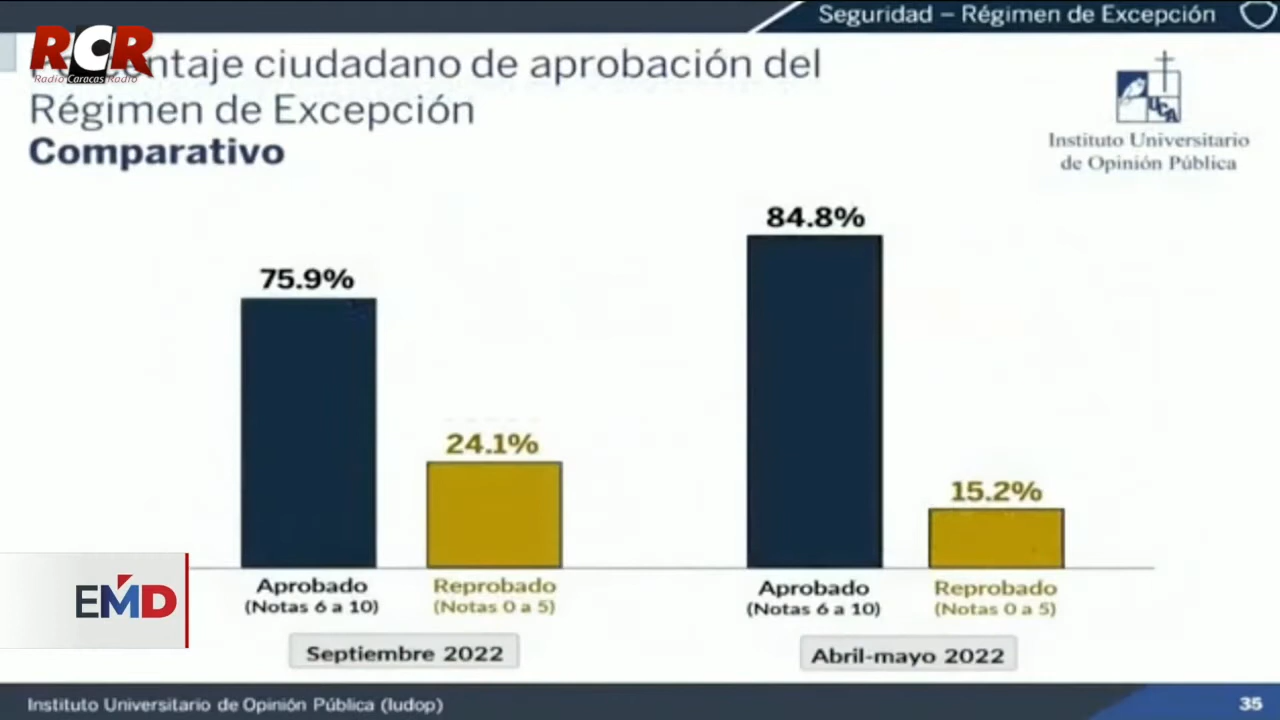 Seguridad – Régimen de Excepción
RCR
Radio Caracas Radio
ciudadano de aprobación del
Régimen de Excepción
Comparativo
UCA
Instituto Universitario
de Opinión Pública
84.8%
75.9%
24.1%
15.2%
Aprobado
(Notas 6 a 10)
Reprobado
(Notas 0 a 5)
Aprobado
(Notas 6 a 10)
Reprobado
(Notas 0 a 5)
EMD
Septiembre 2022
Abril-mayo 2022
Instituto Universitario de Opinión Pública (Iudop)
35